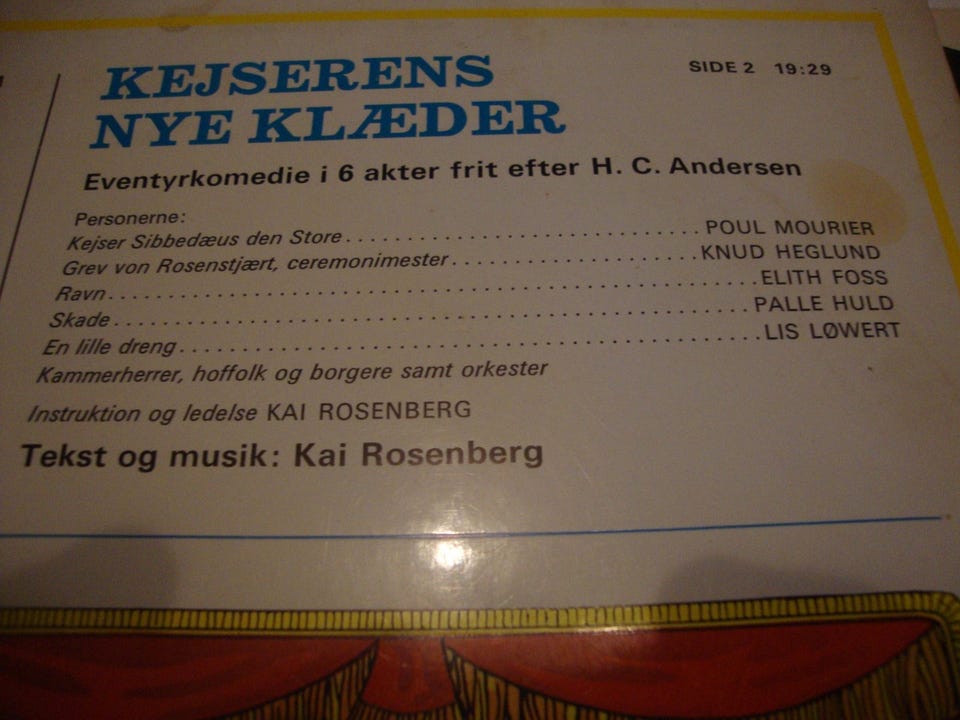 KEJSERENS
NYE KLÆDER
SIDE 2 19:29
Eventyrkomedie i 6 akter frit efter H. C. Andersen
Personerne:
Kejser Sibbedæus den Store........................................POUL MOURIER
Grev von Rosenstjært, ceremonimester............................KNUD HEGLUND
Ravn...........................................................................ELITH FOSS
Skade.........................................................................PALLE HULD
En lille dreng................................................................LIS LØWERT
Kammerherrer, hoffolk og borgere samt orkester
Instruktion og ledelse KAI ROSENBERG
Tekst og musik: Kai Rosenberg